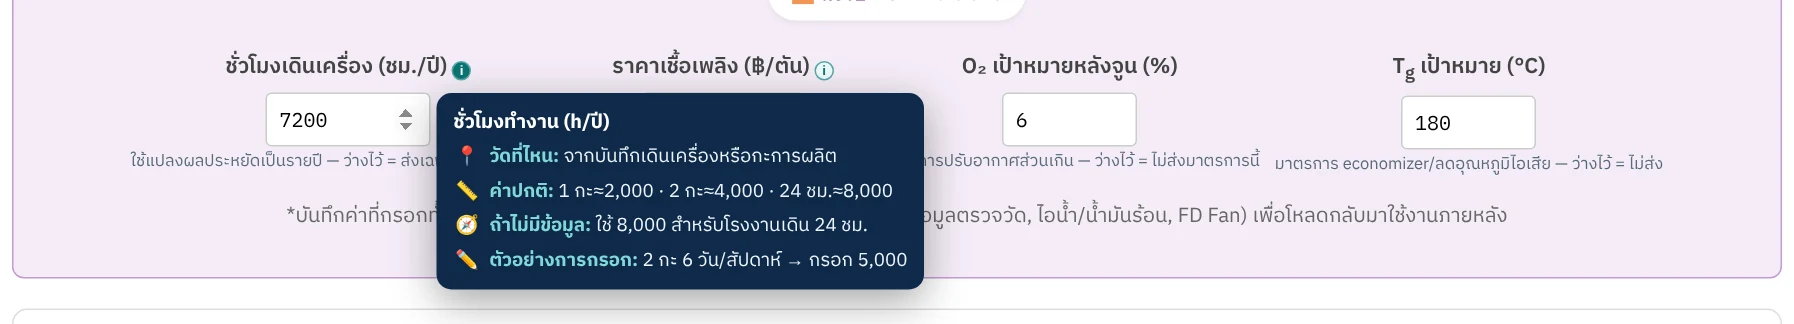 ชั่วโมงเดินเครื่อง (ชม./ปี) i
ราคาเชื้อเพลิง (฿/ตัน) i
O₂ เป้าหมายหลังจูน (%)
Tg เป้าหมาย (°C)
7200
6
180
ใช้แปลงผลประหยัดเป็นรายปี — ว่างไว้ =
การปรับอากาศส่วนเกิน — ว่างไว้ = ไม่ส่งมาตรการนี้
มาตรการ economizer/ลดอุณหภูมิไอเสีย — ว่างไว้ = ไม่ส่ง
ชั่วโมงทำงาน (h/ปี)
📍 วัดที่ไหน: จากบันทึกเดินเครื่องหรือกะการผลิต
📏 ค่าปกติ: 1 กะ≈2,000 · 2 กะ≈4,000 · 24 ชม.≈8,000
🧭 ถ้าไม่มีข้อมูล: ใช้ 8,000 สำหรับโรงงานเดิน 24 ชม.
✏️ ตัวอย่างการกรอก: 2 กะ 6 วัน/สัปดาห์ → กรอก 5,000
*บันทึกค่าที่กรอก
ตรวจวัด, ไอน้ำ/น้ำมันร้อน, FD Fan) เพื่อโหลดกลับมาใช้งานภายหลัง